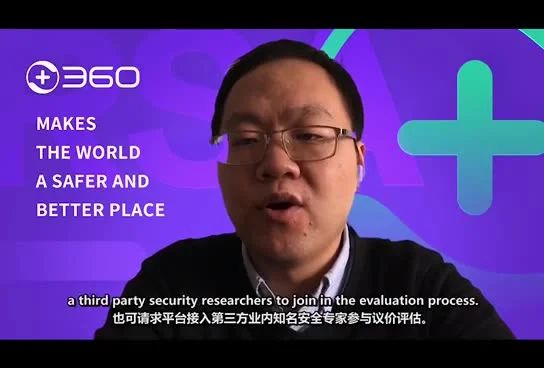 360
MAKES
THE WORLD
A SAFER AND
BETTER PLACE
a third party security researchers to join in the evaluation process.
也可请求平台接入第三方业内知名安全专家参与议价评估。